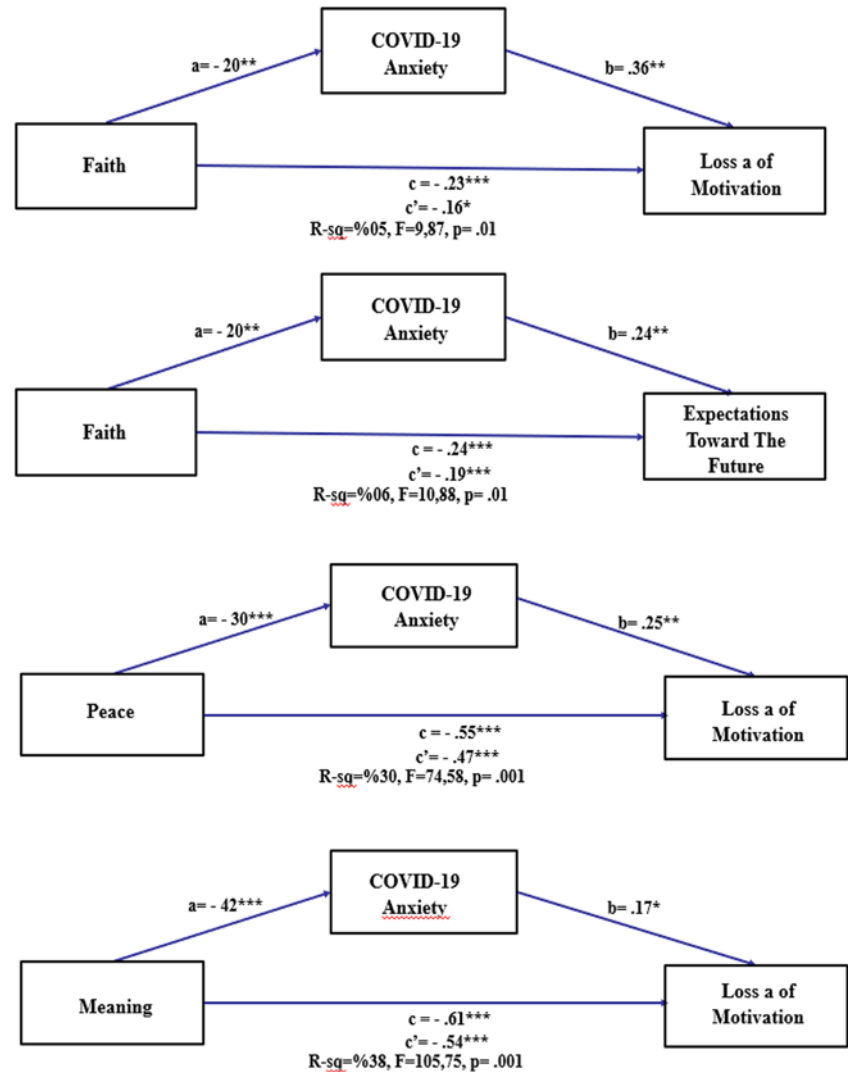 COVID-19
Anxiety
a= - 20**
b= .36**
Faith
Loss a of
Motivation
c = - .23***
c’= - .16*
R-sq=%05, F=9,87, p= .01
COVID-19
Anxiety
a= - 20**
b= .24**
Faith
Expectations
Toward The
Future
c = - .24***
c’= - .19***
R-sq=%06, F=10,88, p= .01
COVID-19
Anxiety
a= - 30***
b= .25**
Peace
Loss a of
Motivation
c = - .55***
c’= - .47***
R-sq=%30, F=74,58, p= .001
COVID-19
Anxiety
a= - 42***
b= .17*
Meaning
Loss a of
Motivation
c = - .61***
c’= - .54***
R-sq=%38, F=105,75, p= .001